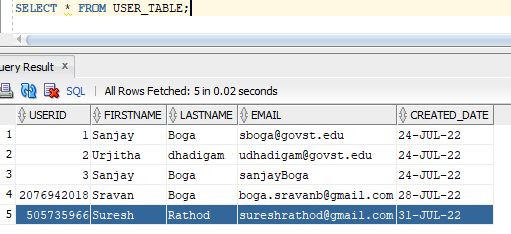 SELECT * FROM USER_TABLE;
Query Result x
SQL | All Rows Fetched: 5 in 0.02 seconds
USERID FIRSTNAME LASTNAME EMAIL CREATED_DATE
1 1 Sanjay Boga sboga@govst.edu 24-JUL-22
2 2 Urjitha dhadigam udhadigam@govst.edu 24-JUL-22
3 3 Sanjay Boga sanjayBoga 24-JUL-22
4 2076942018 Sravan Boga boga.sravanb@gmail.com 28-JUL-22
5 505735966 Suresh Rathod sureshrathod@gmail.com 31-JUL-22